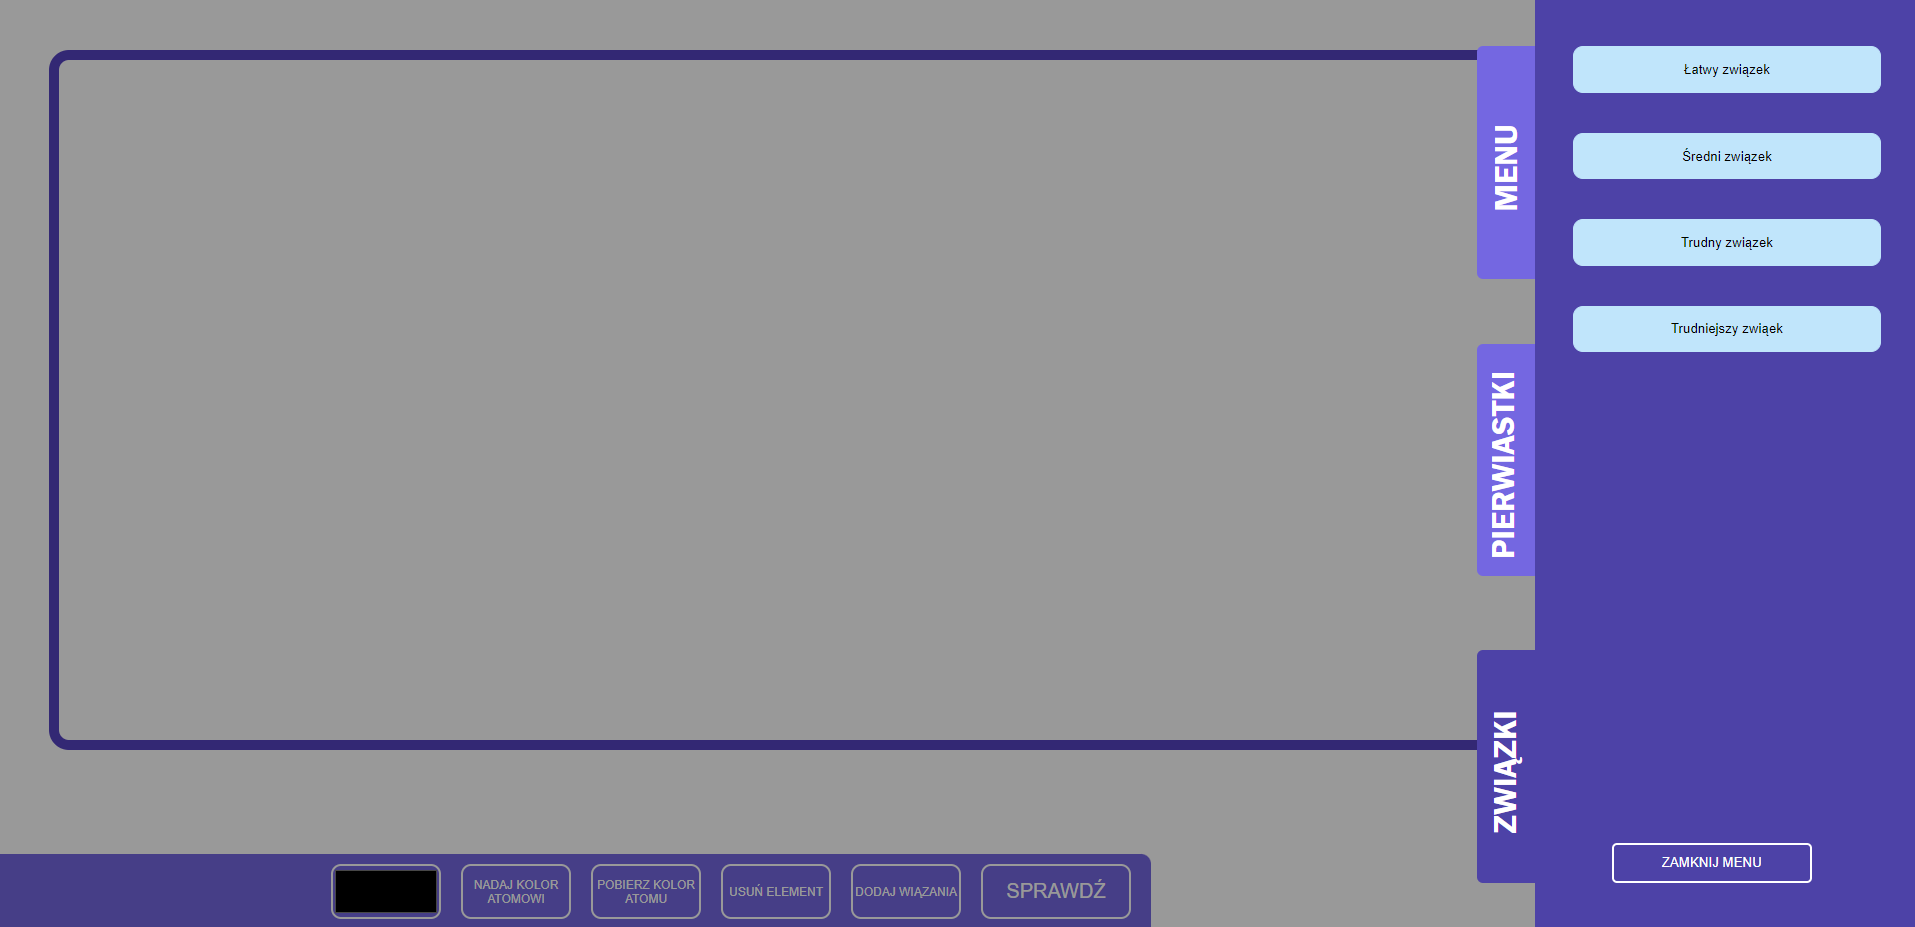 MENU
PIERWIASTKI
ZWIĄZKI
Łatwy związek
Średni związek
Trudny związek
Trudniejszy zwiąek
ZAMKNIJ MENU
NADAJ KOLOR
ATOMOWI
POBIERZ KOLOR
ATOMU
USUŃ ELEMENT
DODAJ WIĄZANIA
SPRAWDŹ